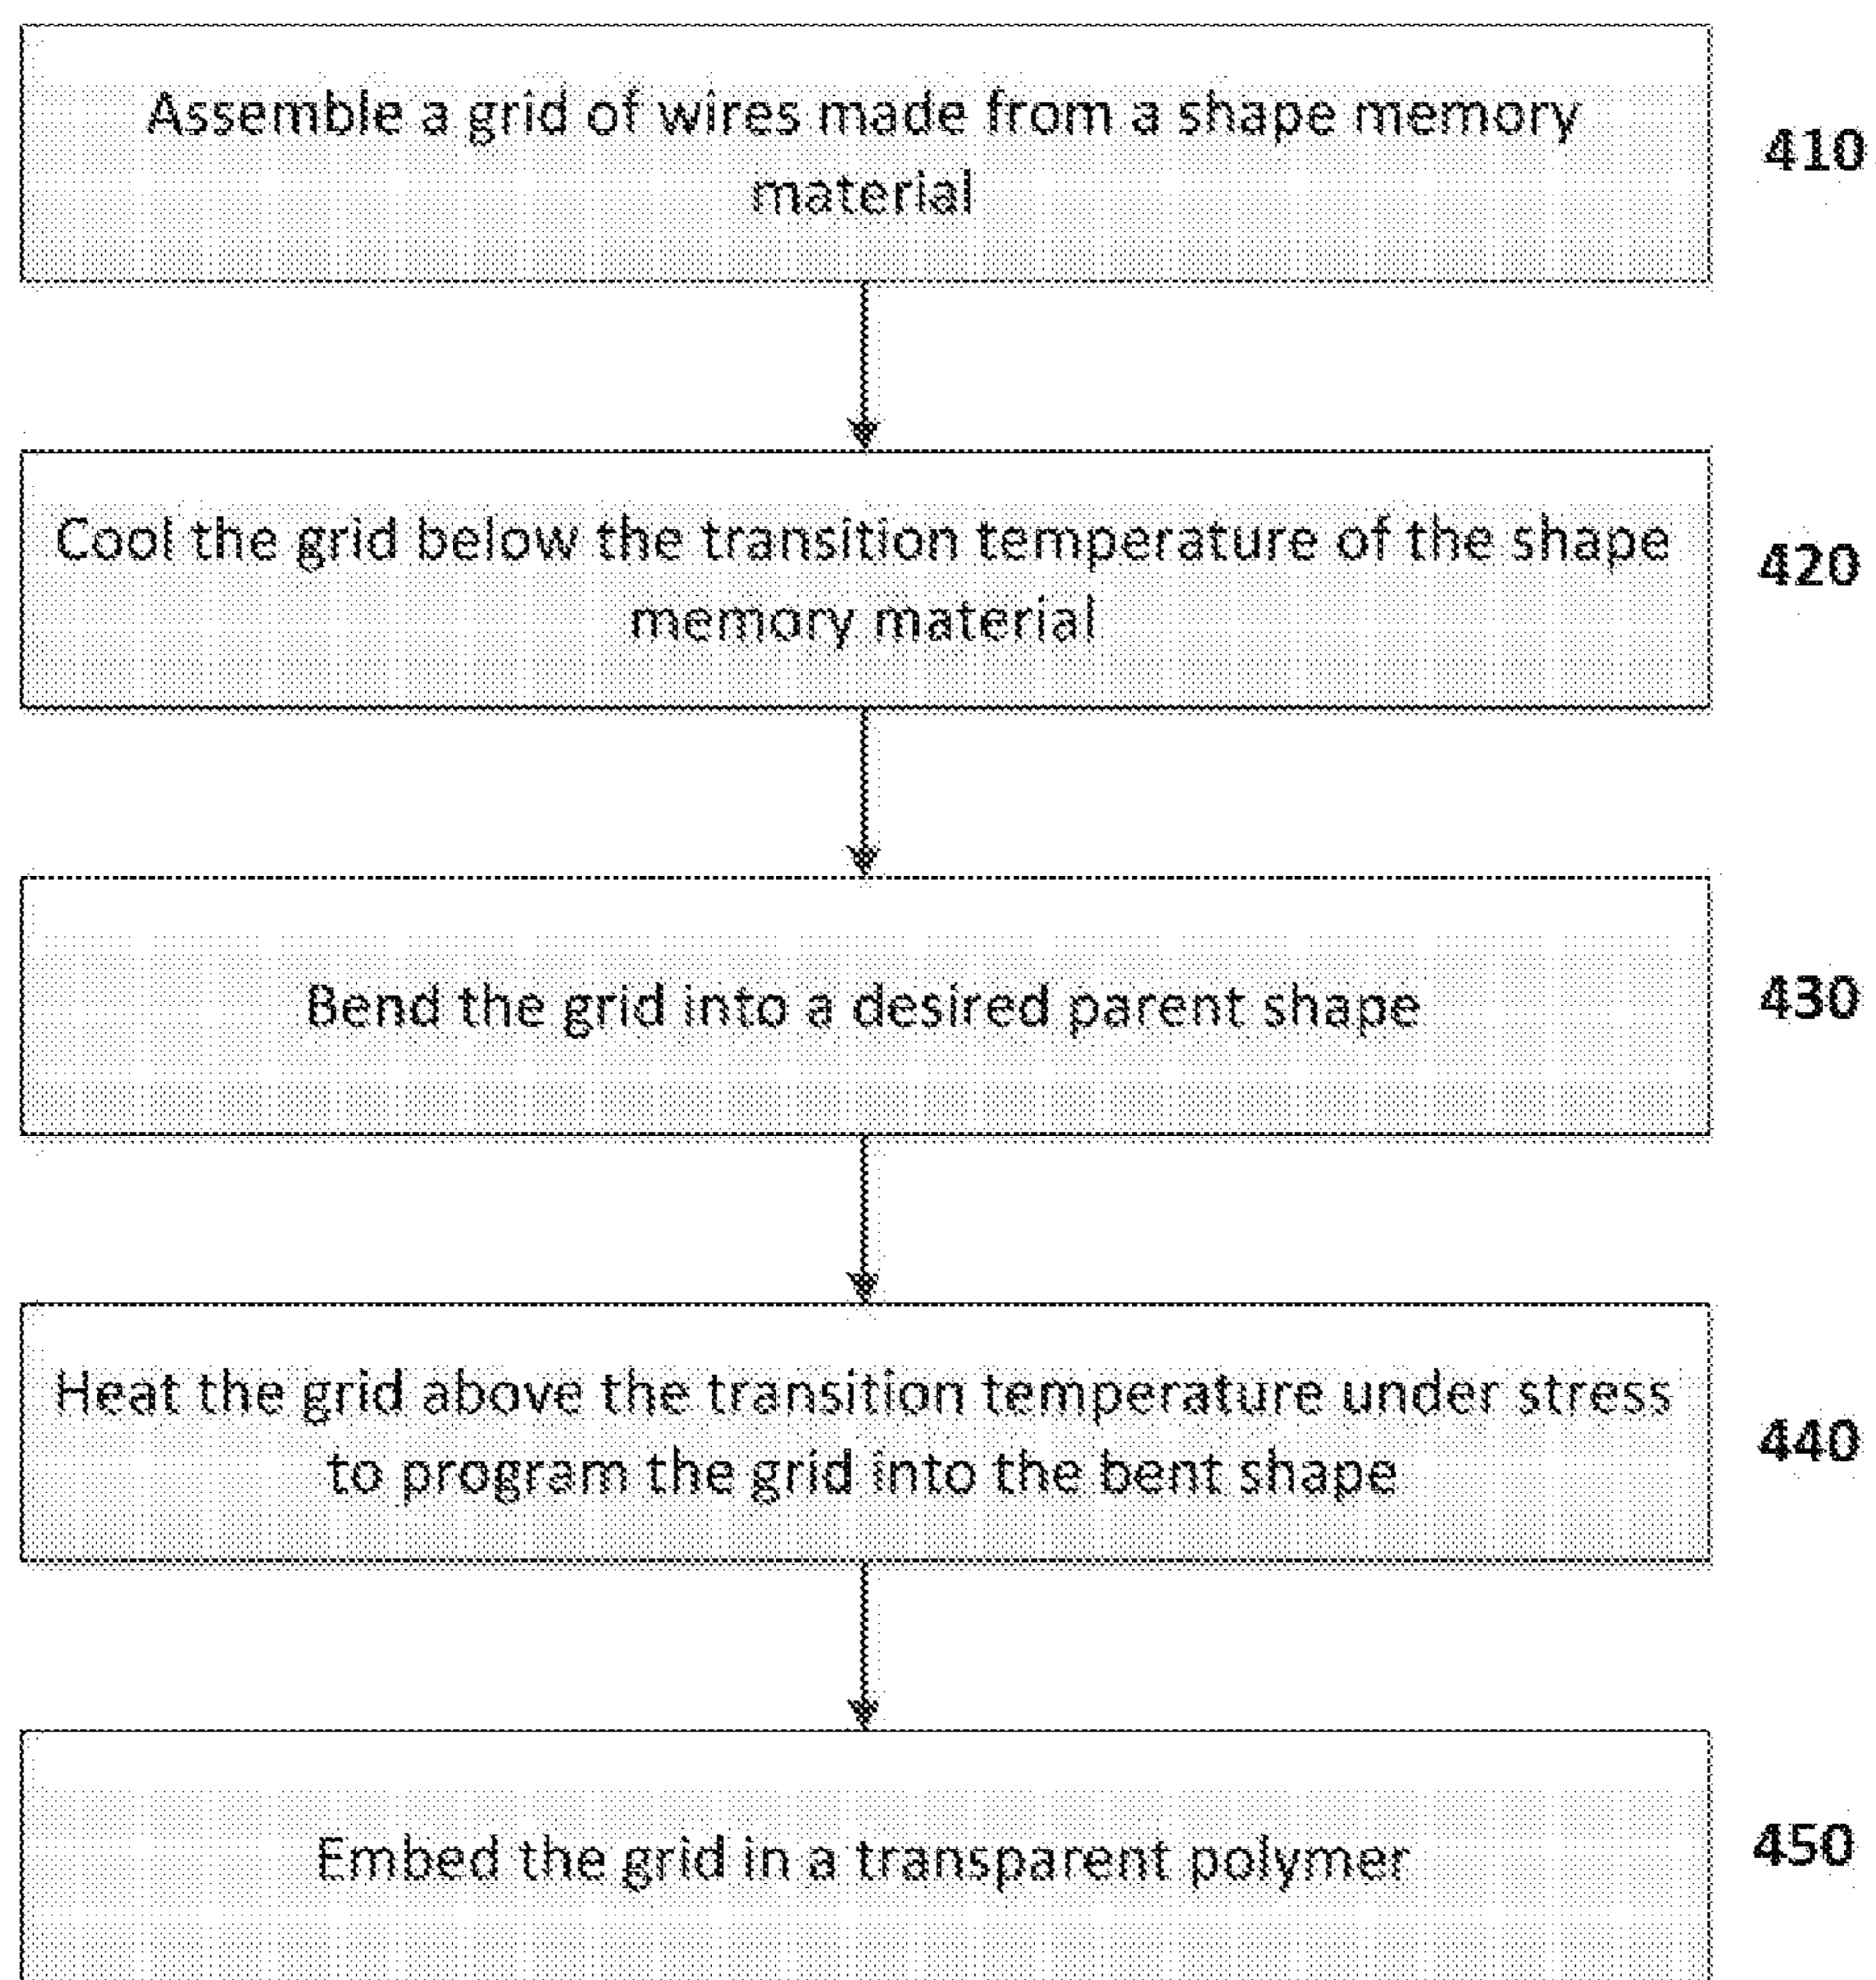 Assemble a grid of wires made from a shape memory
material
410
Cool the grid below the transition temperature of the shape
memory material
420
Bend the grid into a desired parent shape
430
Heat the grid above the transition temperature under stress
to program the grid into the bent shape
440
Embed the grid in a transparent polymer
450